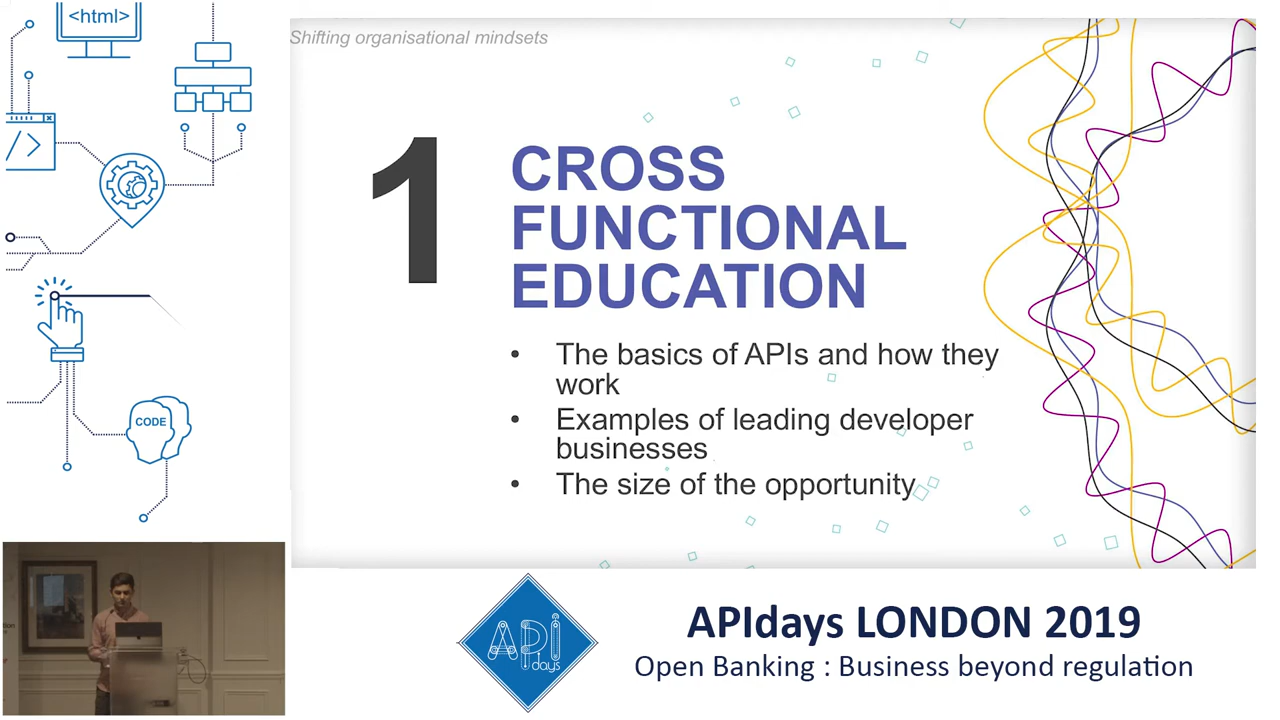 <html>
Shifting organisational mindsets
1
CROSS
FUNCTIONAL
EDUCATION
</>
• The basics of APIs and how they
work
• Examples of leading developer
businesses
• The size of the opportunity
CODE
API
days
APIdays LONDON 2019
Open Banking : Business beyond regulation